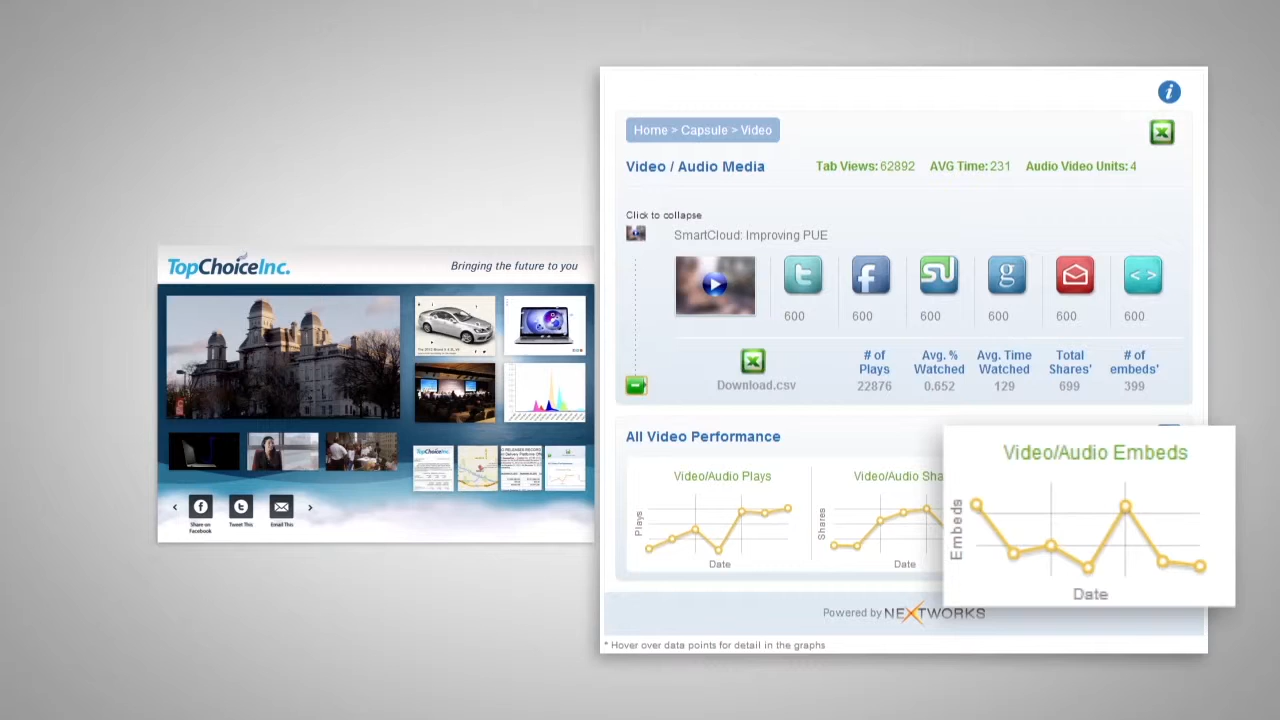 TopChoiceInc.
Bringing the future to you
Share on
Facebook
Tweet This
Email This
Home > Capsule > Video
Video / Audio Media
Tab Views: 62892
AVG Time: 231
Audio Video Units: 4
Click to collapse
SmartCloud: Improving PUE
600
600
600
600
600
600
Download.csv
# of
Plays
22876
Avg. %
Watched
0.652
Avg. Time
Watched
129
Total
Shares'
699
# of
embeds'
399
All Video Performance
Video/Audio Plays
Plays
Date
Video/Audio Sha
Shares
Date
Video/Audio Embeds
Embeds
Date
Powered by NEXTWORKS
* Hover over data points for detail in the graphs